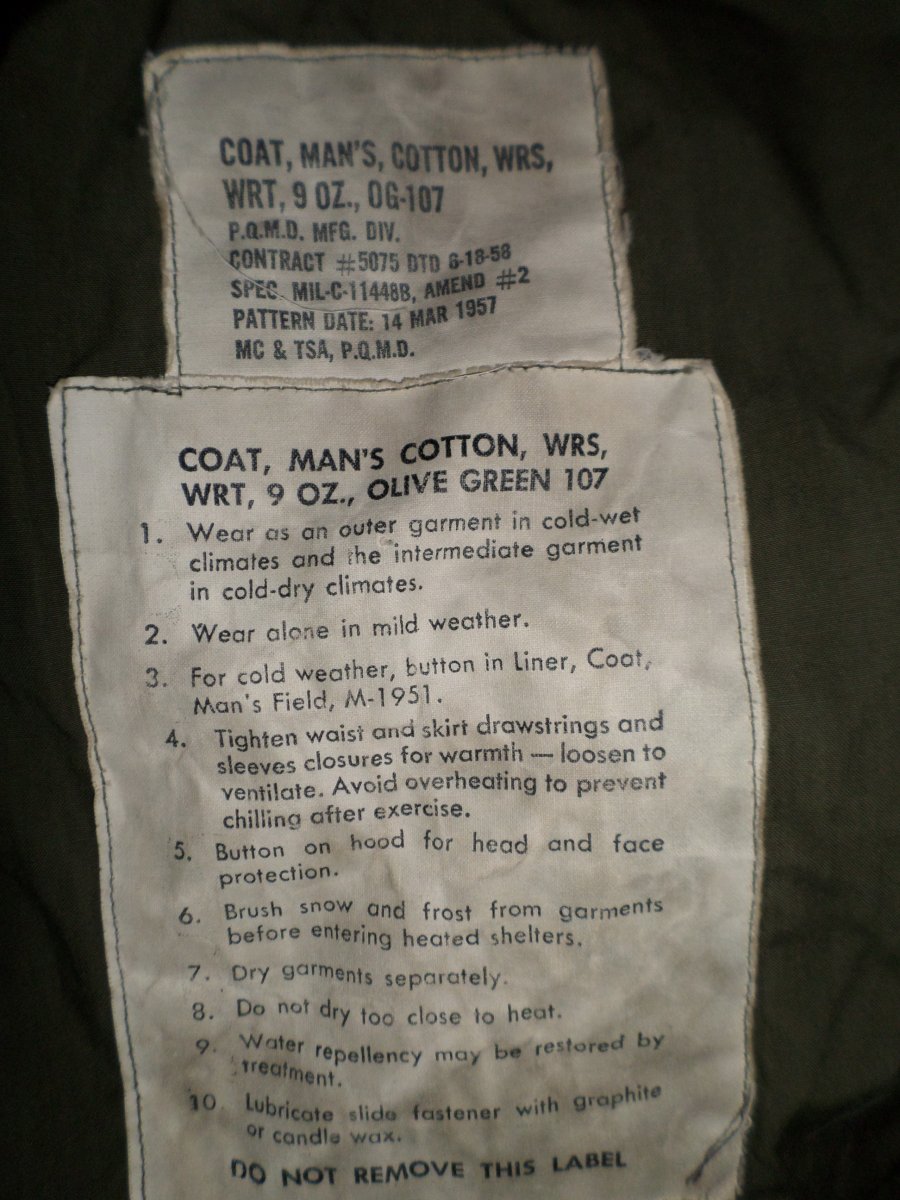 COAT, MAN'S, COTTON, WRS,
WRT, 9 OZ., OG-107
P.Q.M.D. MFG. DIV.
CONTRACT #5075 DTD 6-18-58
SPEC. MIL-C-11448B, AMEND #2
PATTERN DATE: 14 MAR 1957
MC & TSA, P.Q.M.D.
COAT, MAN'S COTTON, WRS,
WRT, 9 OZ., OLIVE GREEN 107
1. Wear as an outer garment in cold-wet
climates and the intermediate garment
in cold-dry climates.
2. Wear alone in mild weather.
3. For cold weather, button in Liner, Coat,
Man's Field, M-1951.
4. Tighten waist and skirt drawstrings and
sleeves closures for warmth — loosen to
ventilate. Avoid overheating to prevent
chilling after exercise.
5. Button on hood for head and face
protection.
6. Brush snow and frost from garments
before entering heated shelters.
7. Dry garments separately.
8. Do not dry too close to heat.
9. Water repellency may be restored by
treatment.
10. Lubricate slide fastener with graphite
or candle wax.
DO NOT REMOVE THIS LABEL